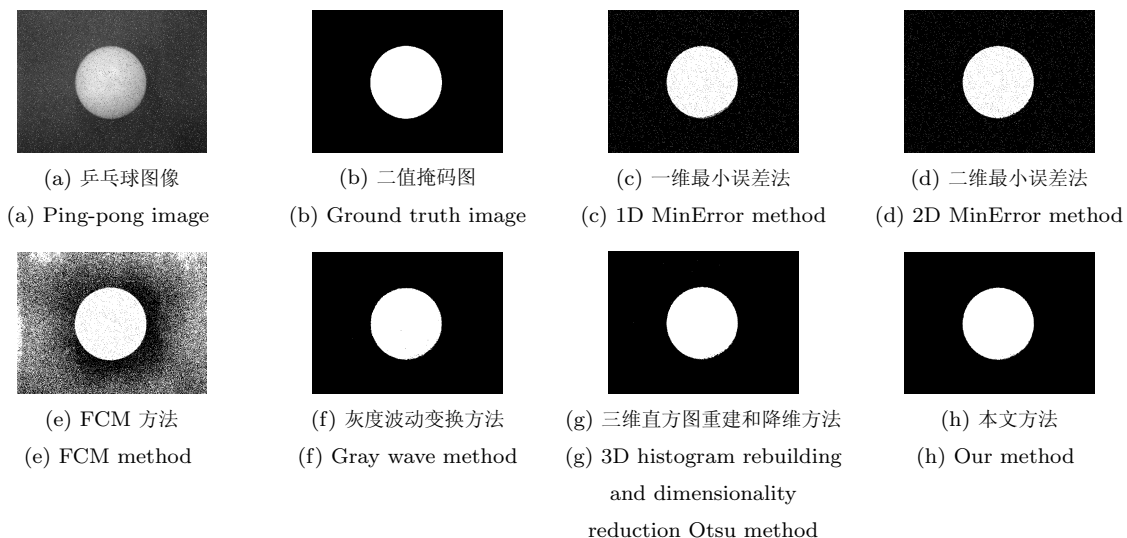 (a) 乒乓球图像
(b) 二值掩码图
(c) 一维最小误差法
(d) 二维最小误差法
(a) Ping-pong image
(b) Ground truth image
(c) 1D MinError method
(d) 2D MinError method
(e) FCM 方法
(f) 灰度波动变换方法
(g) 三维直方图重建和降维方法
(h) 本文方法
(e) FCM method
(f) Gray wave method
(g) 3D histogram rebuilding
and dimensionality
reduction Otsu method
(h) Our method